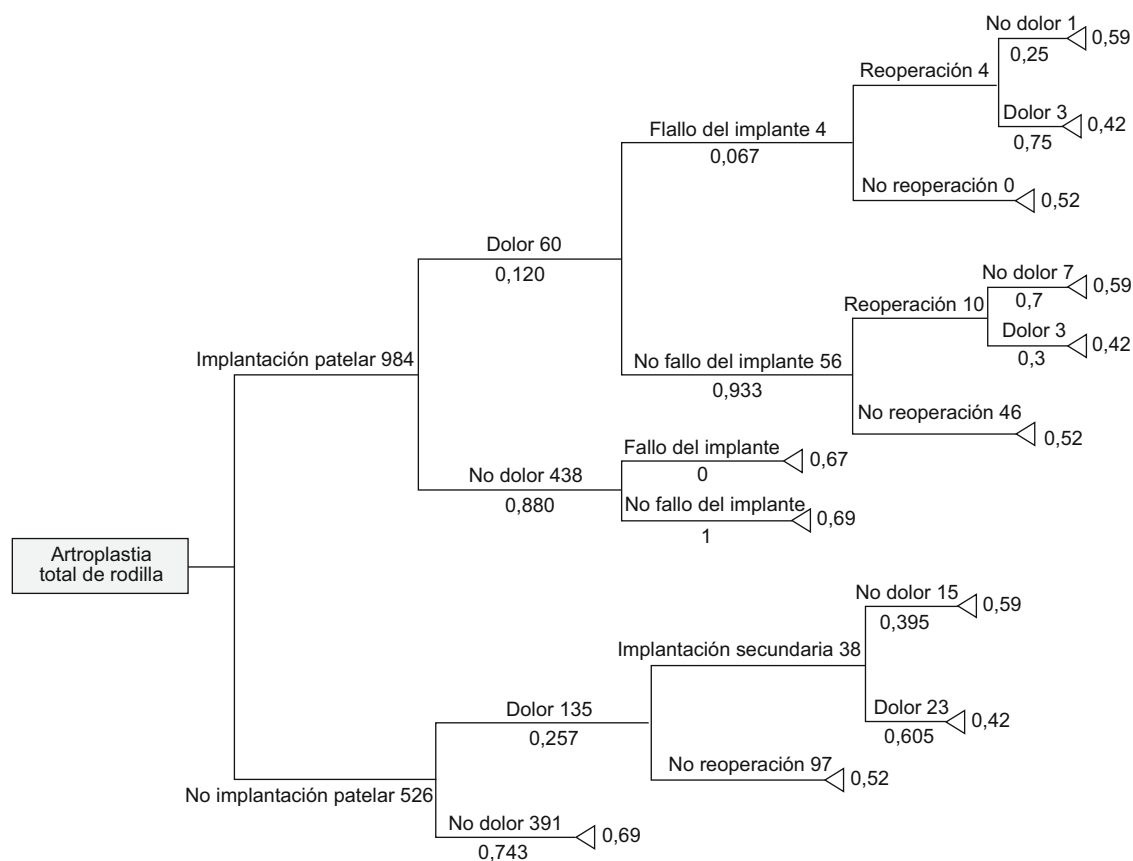 No dolor 1
0,59
0,25
Reoperación 4
Dolor 3
0,42
0,75
Flallo del implante 4
0,067
No reoperación 0
0,52
Dolor 60
0,120
No dolor 7
0,59
0,7
Reoperación 10
Dolor 3
0,42
0,3
Implantación patelar 984
No fallo del implante 56
0,933
No reoperación 46
0,52
Fallo del implante
0,67
0
No dolor 438
0,880
No fallo del implante
0,69
1
Artroplastia
total de rodilla
No dolor 15
0,59
0,395
Implantación secundaria 38
Dolor 23
0,42
0,605
Dolor 135
0,257
No reoperación 97
0,52
No implantación patelar 526
No dolor 391
0,69
0,743